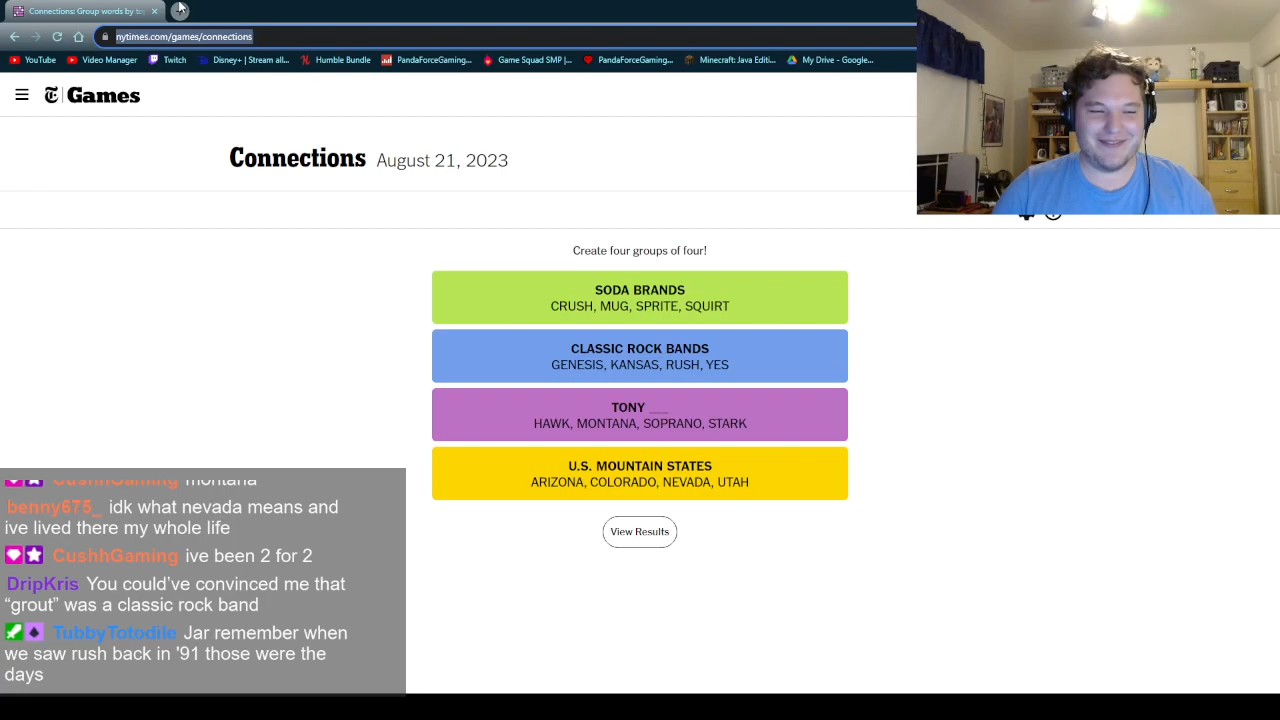 Connections: Group words by to
nytimes.com/games/connections
YouTube Video Manager Twitch Disney+ | Stream all... Humble Bundle PandaForceGaming... Game Squad SMP |... PandaForceGaming... Minecraft: Java Editi... My Drive - Google...
Games
Connections August 21, 2023
Create four groups of four!
SODA BRANDS
CRUSH, MUG, SPRITE, SQUIRT
CLASSIC ROCK BANDS
GENESIS, KANSAS, RUSH, YES
TONY ___
HAWK, MONTANA, SOPRANO, STARK
U.S. MOUNTAIN STATES
ARIZONA, COLORADO, NEVADA, UTAH
View Results
CushhGaming montana
benny675_ idk what nevada means and
ive lived there my whole life
CushhGaming ive been 2 for 2
DripKris You could’ve convinced me that
“grout” was a classic rock band
TubbyTotodile Jar remember when
we saw rush back in '91 those were the
days